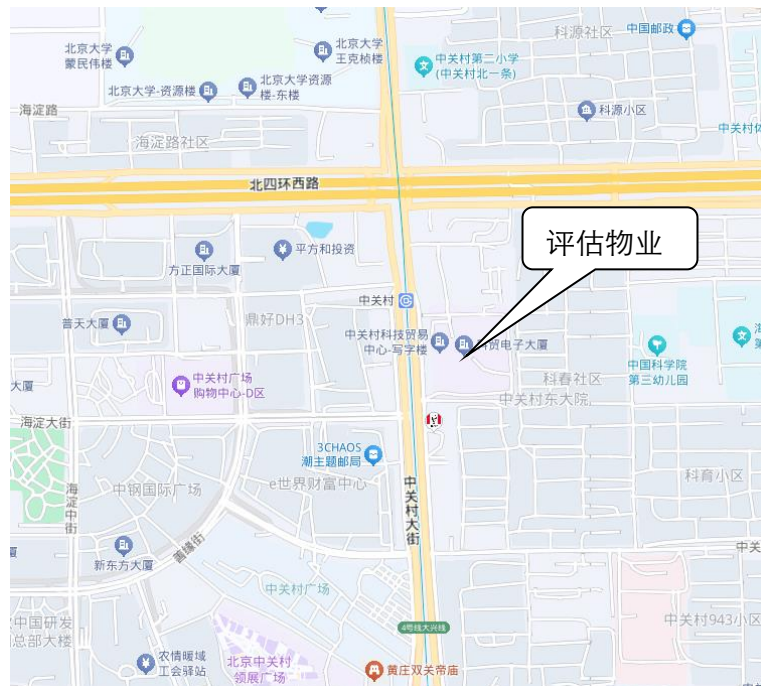 北京大学
蒙民伟楼
北京大学
王克桢楼
中关村第二小学
(中关村北一条)
科源社区
中国邮政
北京大学-资源楼
北京大学资源
楼-东楼
科源小区
海淀路
海淀路社区
中关村体
北四环西路
评估物业
方正国际大厦
平方和投资
中关村
普天大厦
鼎好DH3
中关村科技贸易
中心-写字楼
科贸电子大厦
中国科学院
第三幼儿园
大厦
中关村广场
购物中心-D区
科春社区
中关村东大院
海淀大街
3CHAOS
潮主题邮局
中钢国际广场
e世界财富中心
海淀中街
中关村大街
科育小区
善缘街
新东方大厦
中关
中关村广场
4号线大兴线
中国研发
总部大楼
中关村943小区
农情暖域
工会驿站
北京中关村
领展广场
黄庄双关帝庙